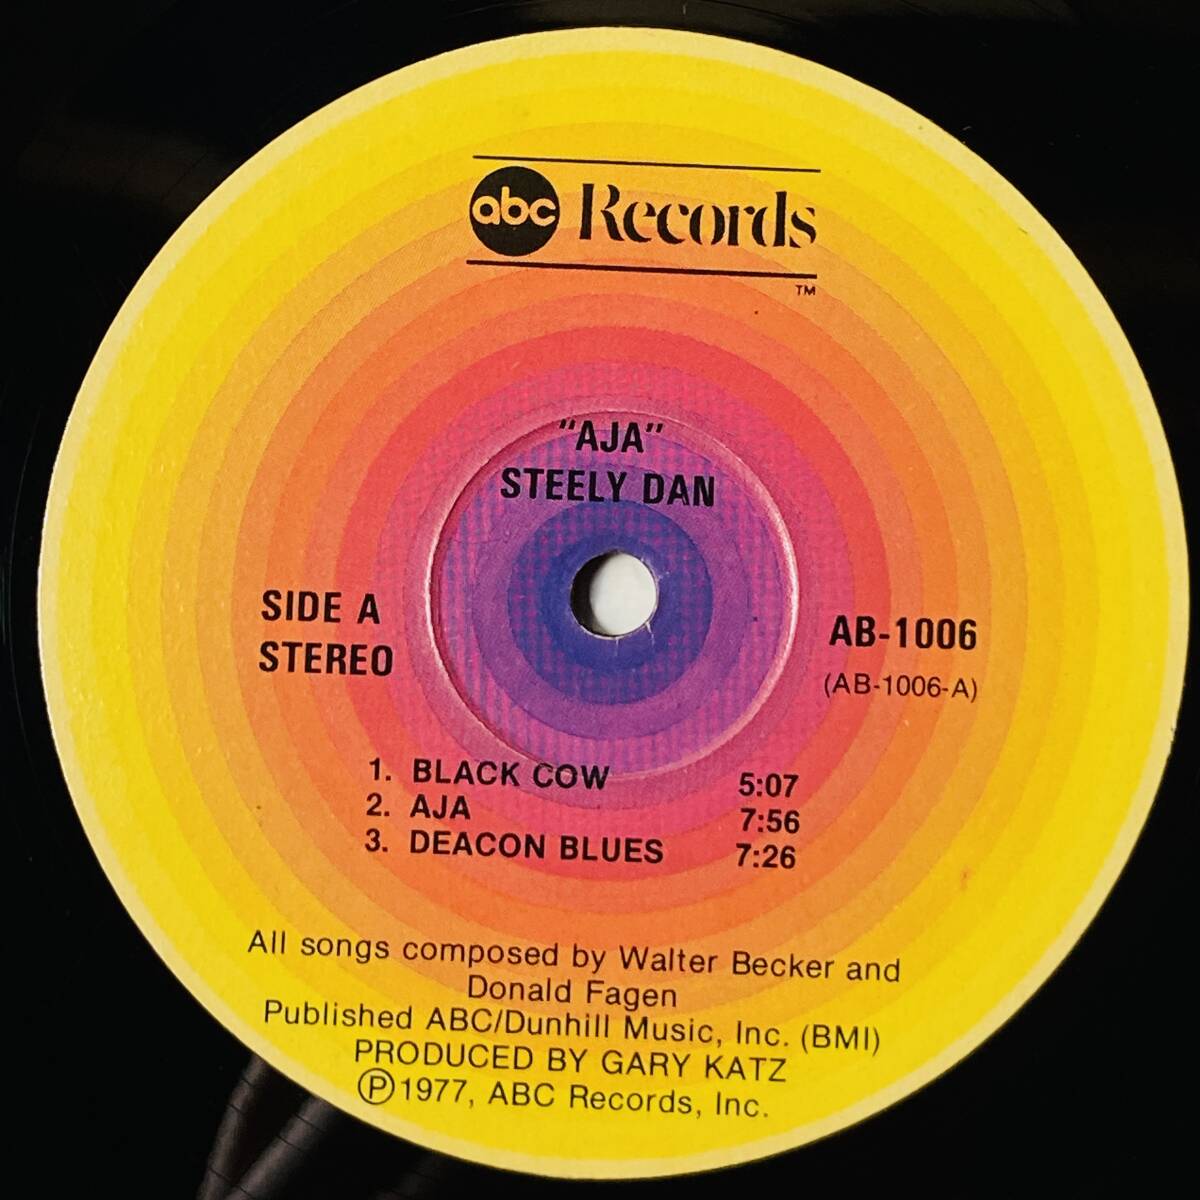 abc Records
TM
"AJA"
STEELY DAN
SIDE A
STEREO
AB-1006
(AB-1006-A)
1. BLACK COW 5:07
2. AJA 7:56
3. DEACON BLUES 7:26
All songs composed by Walter Becker and
Donald Fagen
Published ABC/Dunhill Music, Inc. (BMI)
PRODUCED BY GARY KATZ
Ⓟ1977, ABC Records, Inc.